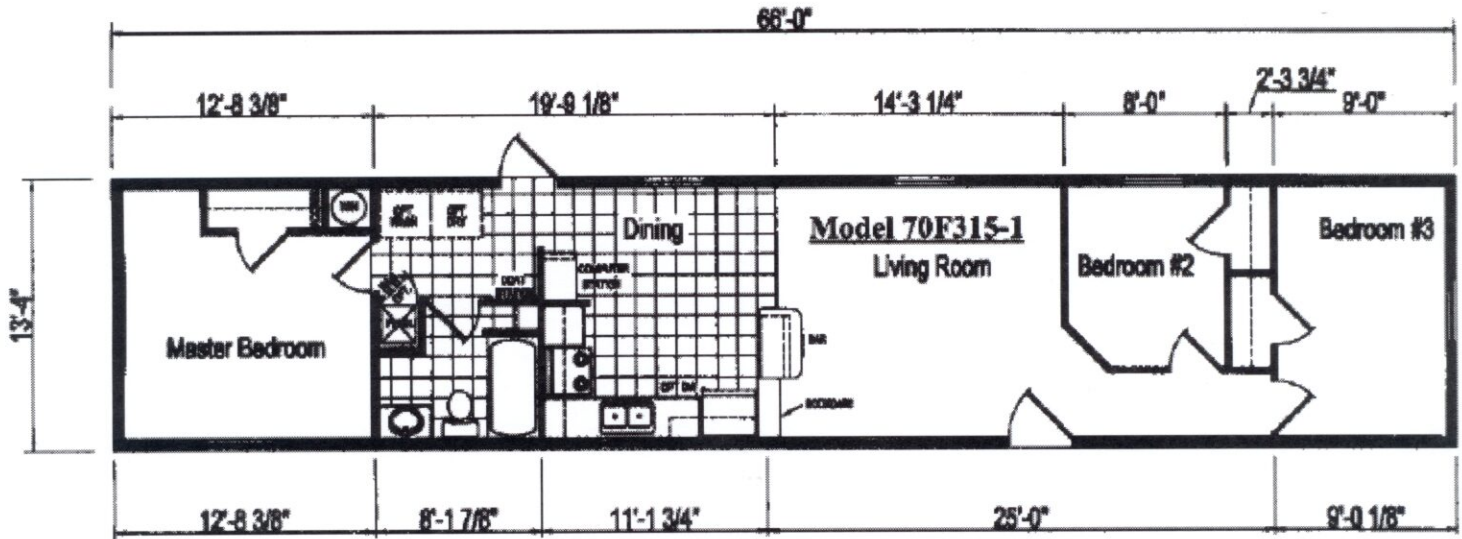 66'-0"
12'-8 3/8" 19'-9 1/8" 14'-3 1/4" 8'-0" 2'-3 3/4" 9'-0"
13'-4"
Dining
Model 70F315-1
Living Room
Bedroom #2
Bedroom #3
COMPUTER
Master Bedroom
BAR
12'-8 3/8" 8'-1 7/8" 11'-1 3/4" 25'-0" 9'-0 1/8"